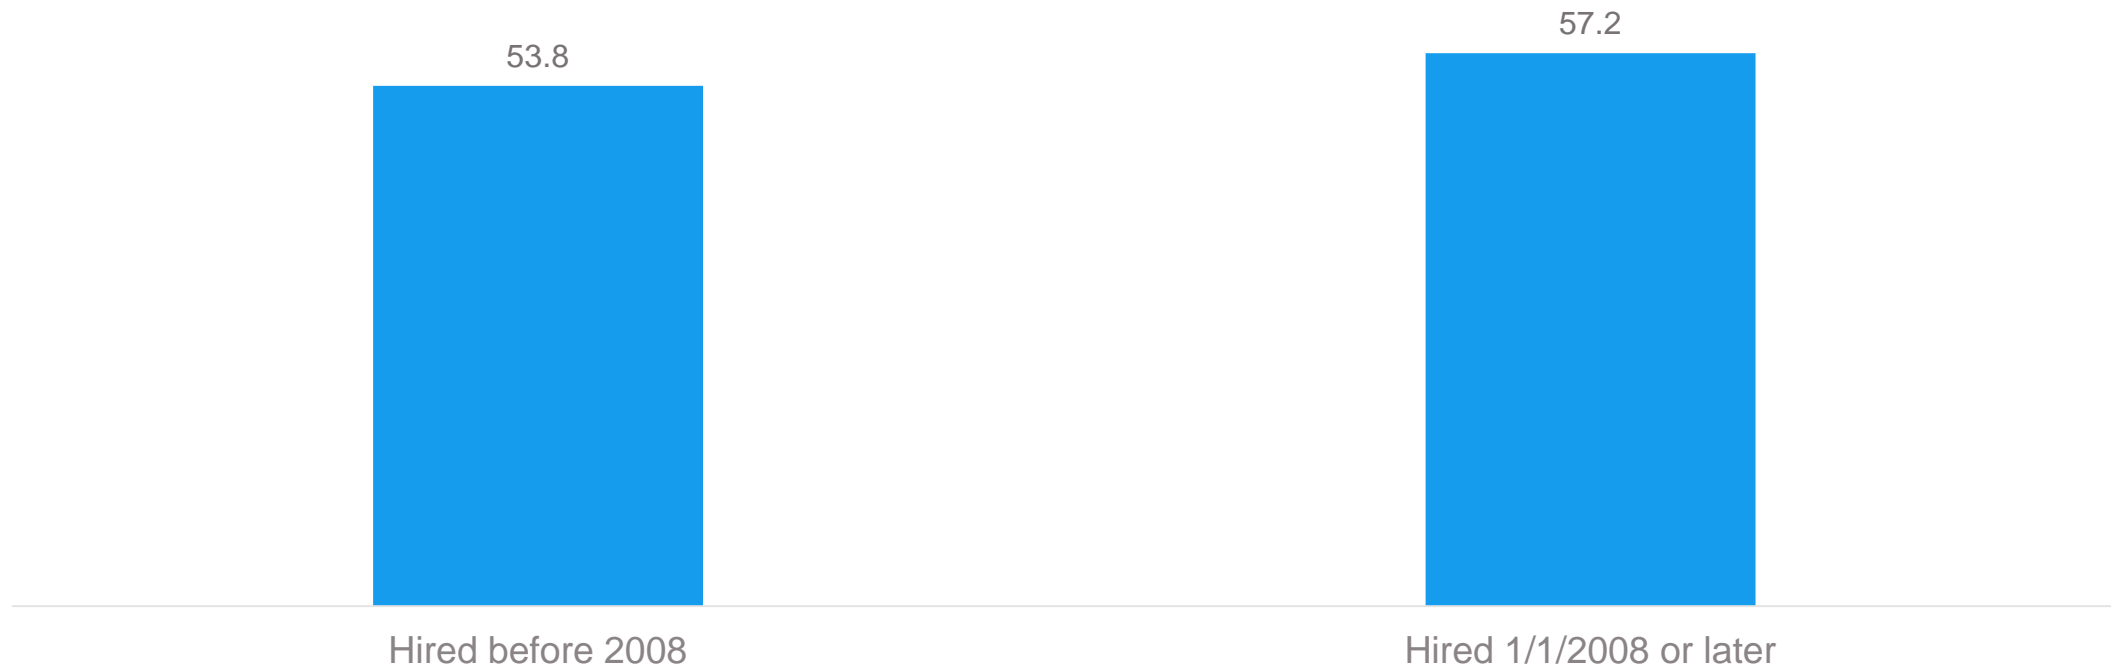 53.8
57.2
Hired before 2008
Hired 1/1/2008 or later